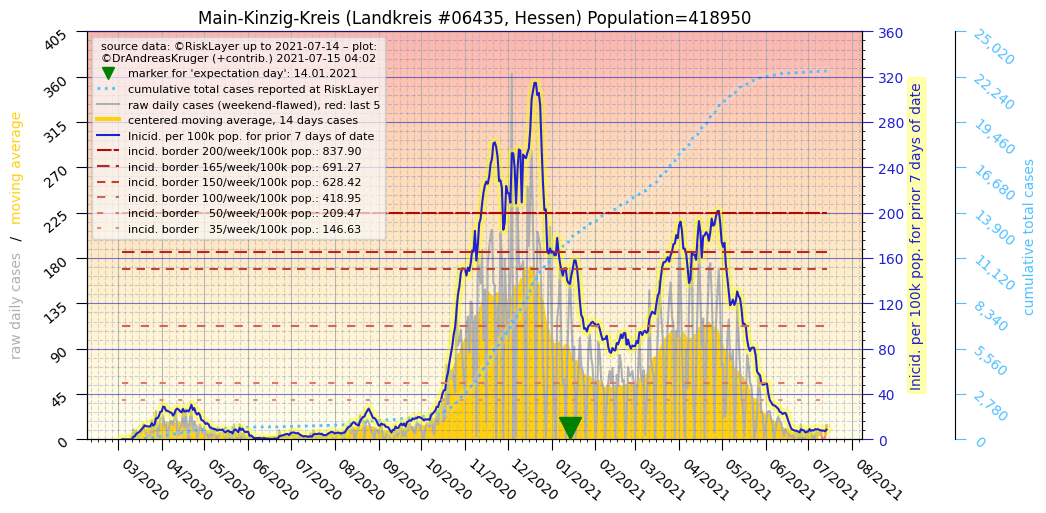 Main-Kinzig-Kreis (Landkreis #06435, Hessen) Population=418950
source data: ©RiskLayer up to 2021-07-14 – plot:
©DrAndreasKruger (+contrib.) 2021-07-15 04:02
marker for 'expectation day': 14.01.2021
cumulative total cases reported at RiskLayer
raw daily cases (weekend-flawed), red: last 5
centered moving average, 14 days cases
Inicid. per 100k pop. for prior 7 days of date
incid. border 200/week/100k pop.: 837.90
incid. border 165/week/100k pop.: 691.27
incid. border 150/week/100k pop.: 628.42
incid. border 100/week/100k pop.: 418.95
incid. border 50/week/100k pop.: 209.47
incid. border 35/week/100k pop.: 146.63
raw daily cases / moving average
405
360
315
270
225
180
135
90
45
0
360
320
280
240
200
160
120
80
40
0
Inicid. per 100k pop. for prior 7 days of date
25,020
22,240
19,460
16,680
13,900
11,120
8,340
5,560
2,780
0
cumulative total cases
03/2020
04/2020
05/2020
06/2020
07/2020
08/2020
09/2020
10/2020
11/2020
12/2020
01/2021
02/2021
03/2021
04/2021
05/2021
06/2021
07/2021
08/2021